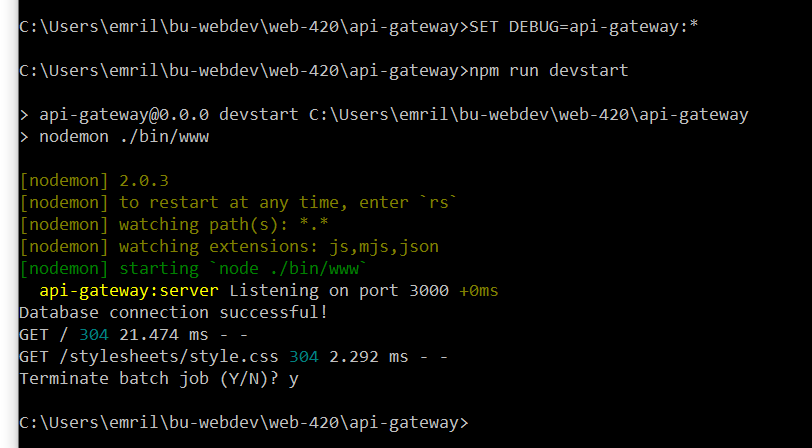 C:\Users\emril\bu-webdev\web-420\api-gateway>SET DEBUG=api-gateway:*
C:\Users\emril\bu-webdev\web-420\api-gateway>npm run devstart
> api-gateway@0.0.0 devstart C:\Users\emril\bu-webdev\web-420\api-gateway
> nodemon ./bin/www
[nodemon] 2.0.3
[nodemon] to restart at any time, enter `rs`
[nodemon] watching path(s): *.*
[nodemon] watching extensions: js,mjs,json
[nodemon] starting `node ./bin/www`
api-gateway:server Listening on port 3000 +0ms
Database connection successful!
GET / 304 21.474 ms - -
GET /stylesheets/style.css 304 2.292 ms - -
Terminate batch job (Y/N)? y
C:\Users\emril\bu-webdev\web-420\api-gateway>